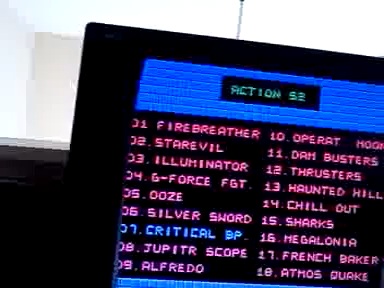 ACTION 52
01 FIREBREATHER
02.STAREVIL
03.ILLUMINATOR
04.G-FORCE FGT.
05.OOZE
06.SILVER SWORD
07.CRITICAL BP.
08.JUPITR SCOPE
09.ALFREDO
10.OPERAT MOON
11.DAM BUSTERS
12.THRUSTERS
13.HAUNTED HILL
14.CHILL OUT
15.SHARKS
16.MEGALONIA
17.FRENCH BAKER
18.ATMOS QUAKE